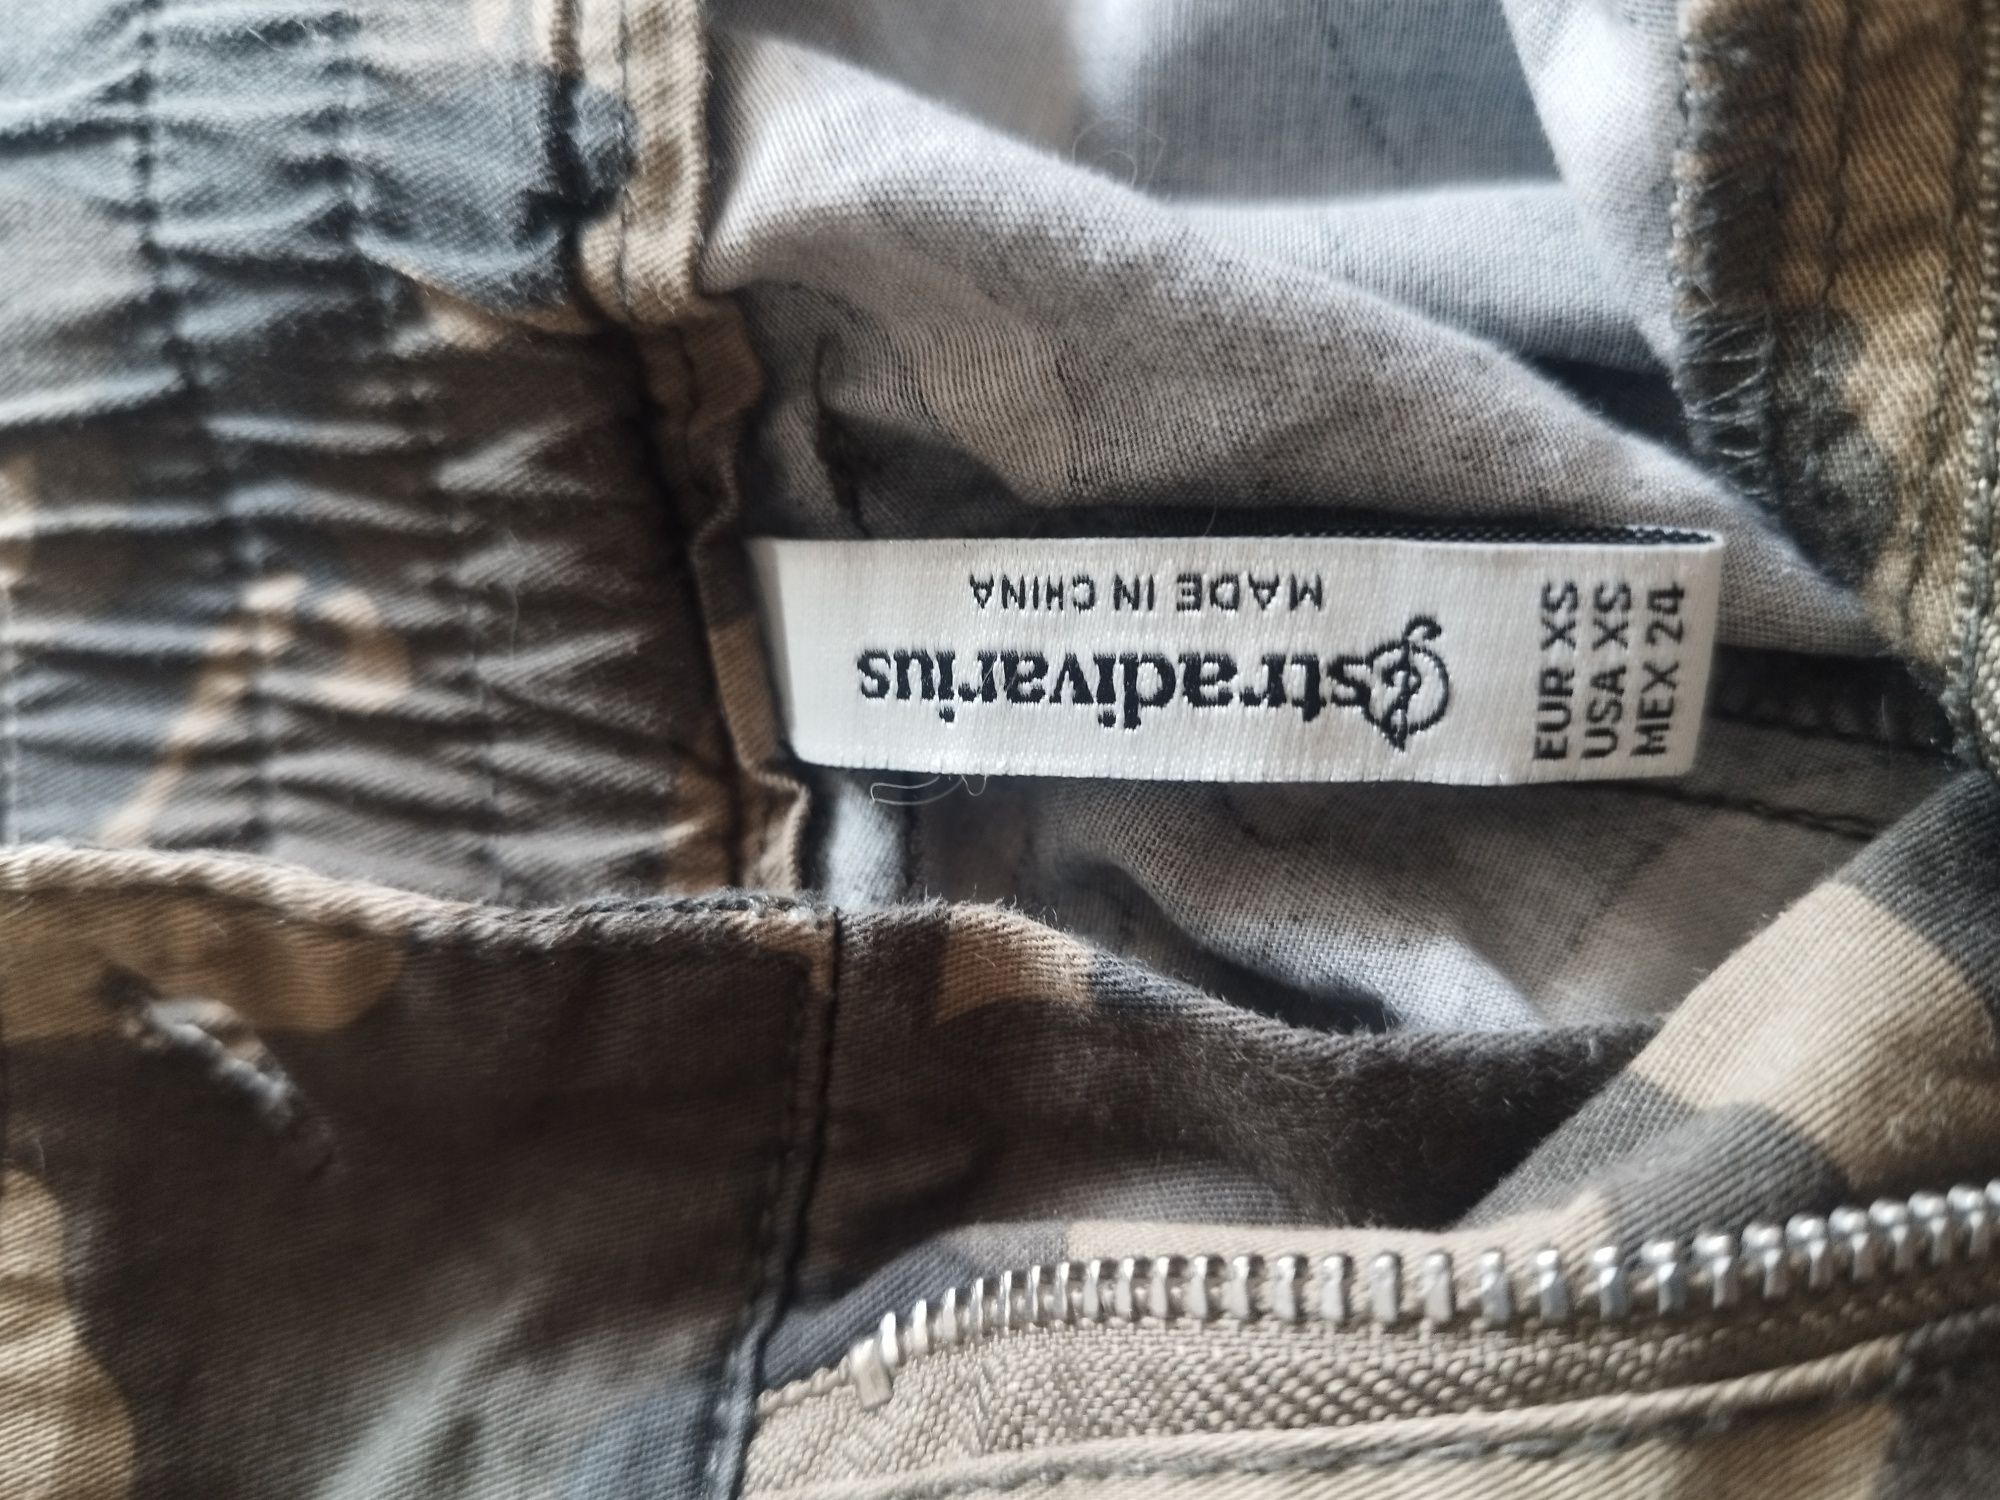 stradivarius
MADE IN CHINA
EUR XS
USA XS
MEX 24